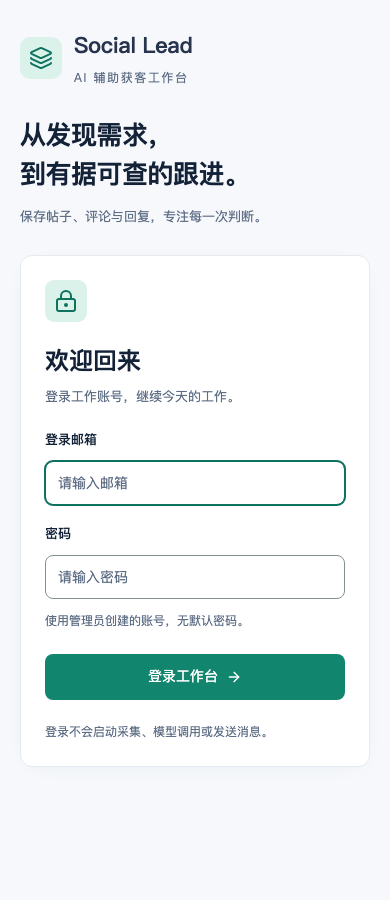 Social Lead
AI 辅助获客工作台
从发现需求，
到有据可查的跟进。
保存帖子、评论与回复，专注每一次判断。
欢迎回来
登录工作账号，继续今天的工作。
登录邮箱
请输入邮箱
密码
请输入密码
使用管理员创建的账号，无默认密码。
登录工作台 →
登录不会启动采集、模型调用或发送消息。